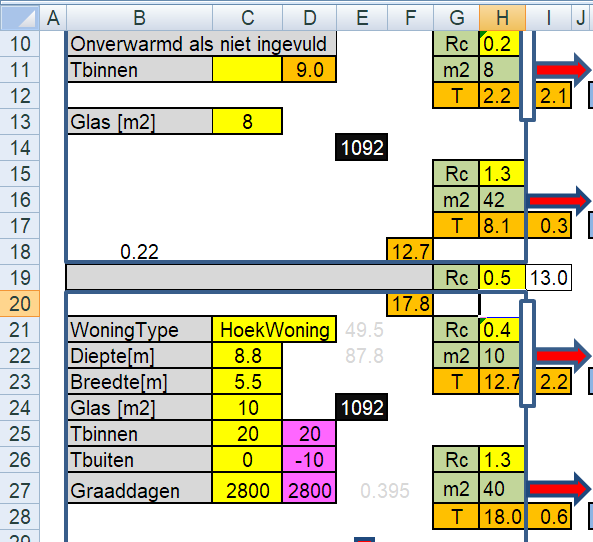 A B C D E F G H I J
10 Onverwarmd als niet ingevuld Rc 0.2
11 Tbinnen 9.0 m2 8
12 T 2.2 2.1
13 Glas [m2] 8
14 1092
15 Rc 1.3
16 m2 42
17 T 8.1 0.3
18 0.22 12.7
19 Rc 0.5 13.0
20 17.8
21 WoningType HoekWoning 49.5 Rc 0.4
22 Diepte[m] 8.8 87.8 m2 10
23 Breedte[m] 5.5 T 12.7 2.2
24 Glas [m2] 10 1092
25 Tbinnen 20 20
26 Tbuiten 0 -10 Rc 1.3
27 Graaddagen 2800 2800 0.395 m2 40
28 T 18.0 0.6
29